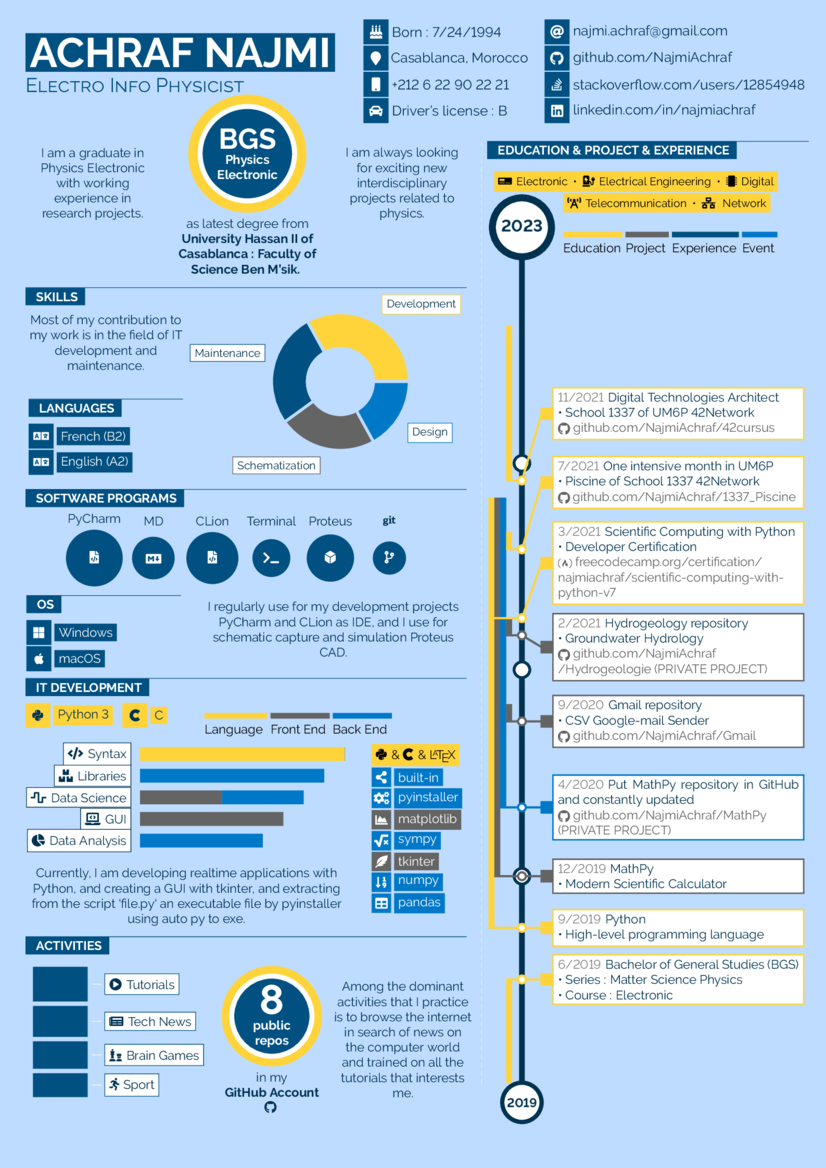 ACHRAF NAJMI
ELECTRO INFO PHYSICIST
Born : 7/24/1994
Casablanca, Morocco
+212 6 22 90 22 21
Driver's license : B
najmi.achraf@gmail.com
github.com/NajmiAchraf
stackoverflow.com/users/12854948
linkedin.com/in/najmiachraf
I am a graduate in
Physics Electronic
with working
experience in
research projects.
BGS
Physics
Electronic
as latest degree from
University Hassan II of
Casablanca : Faculty of
Science Ben M'sik.
I am always looking
for exciting new
interdisciplinary
projects related to
physics.
SKILLS
Most of my contribution to
my work is in the field of IT
development and
maintenance.
Development
Maintenance
Design
Schematization
LANGUAGES
French (B2)
English (A2)
SOFTWARE PROGRAMS
PyCharm
MD
CLion
Terminal
Proteus
git
OS
Windows
macOS
I regularly use for my development projects
PyCharm and CLion as IDE, and I use for
schematic capture and simulation Proteus
CAD.
IT DEVELOPMENT
Python 3
C
Language Front End Back End
Syntax
Libraries
Data Science
GUI
Data Analysis
& C & LATEX
built-in
pyinstaller
matplotlib
sympy
tkinter
numpy
pandas
Currently, I am developing realtime applications with
Python, and creating a GUI with tkinter, and extracting
from the script 'file.py' an executable file by pyinstaller
using auto py to exe.
ACTIVITIES
Tutorials
Tech News
Brain Games
Sport
8
public
repos
in my
GitHub Account
Among the dominant
activities that I practice
is to browse the internet
in search of news on
the computer world
and trained on all the
tutorials that interests
me.
EDUCATION & PROJECT & EXPERIENCE
Electronic • Electrical Engineering • Digital
Telecommunication • Network
2023
Education Project Experience Event
11/2021 Digital Technologies Architect
• School 1337 of UM6P 42Network
github.com/NajmiAchraf/42cursus
7/2021 One intensive month in UM6P
• Piscine of School 1337 42Network
github.com/NajmiAchraf/1337_Piscine
3/2021 Scientific Computing with Python
• Developer Certification
freecodecamp.org/certification/
najmiachraf/scientific-computing-with-
python-v7
2/2021 Hydrogeology repository
• Groundwater Hydrology
github.com/NajmiAchraf
/Hydrogeologie (PRIVATE PROJECT)
9/2020 Gmail repository
• CSV Google-mail Sender
github.com/NajmiAchraf/Gmail
4/2020 Put MathPy repository in GitHub
and constantly updated
github.com/NajmiAchraf/MathPy
(PRIVATE PROJECT)
12/2019 MathPy
• Modern Scientific Calculator
9/2019 Python
• High-level programming language
6/2019 Bachelor of General Studies (BGS)
• Series : Matter Science Physics
• Course : Electronic
2019